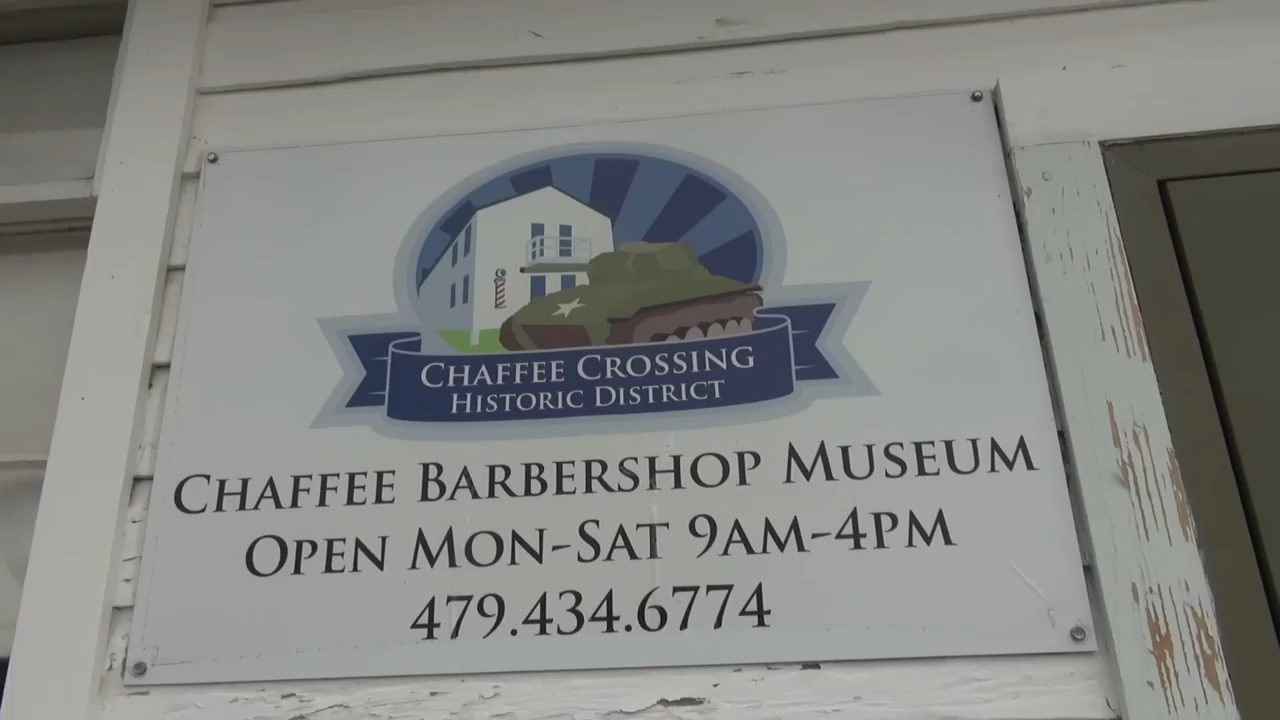 Chaffee Crossing
Historic District
Chaffee Barbershop Museum
Open Mon-Sat 9am-4pm
479.434.6774